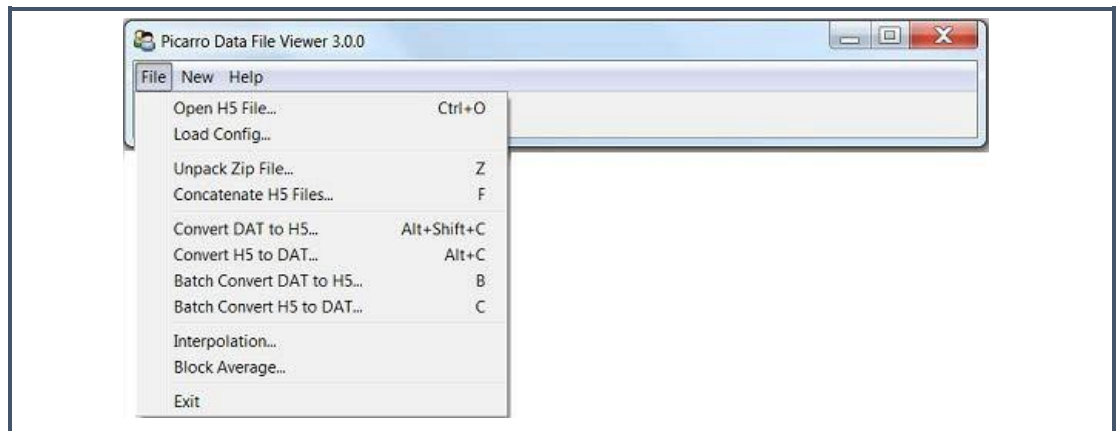 Picarro Data File Viewer 3.0.0
File New Help
Open H5 File... Ctrl+O
Load Config...
Unpack Zip File... Z
Concatenate H5 Files... F
Convert DAT to H5... Alt+Shift+C
Convert H5 to DAT... Alt+C
Batch Convert DAT to H5... B
Batch Convert H5 to DAT... C
Interpolation...
Block Average...
Exit